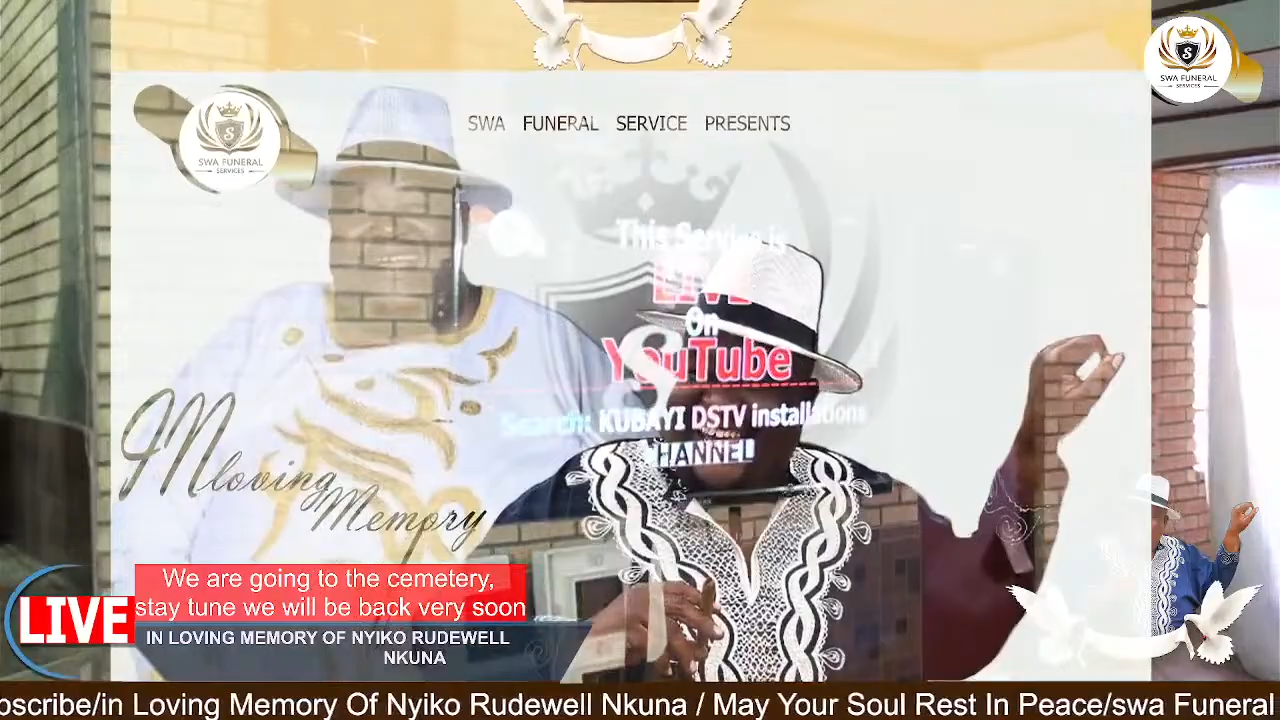 SWA FUNERAL
SERVICES
SWA FUNERAL
SERVICES
SWA FUNERAL SERVICE PRESENTS
This Service is
LIVE
On
YouTube
Search: KUBAYI DSTV installations
CHANNEL
IN loving
Memory
We are going to the cemetery,
stay tune we will be back very soon
LIVE
IN LOVING MEMORY OF NYIKO RUDEWELL
NKUNA
bscribe/in Loving Memory Of Nyiko Rudewell Nkuna / May Your Soul Rest In Peace/swa Funeral